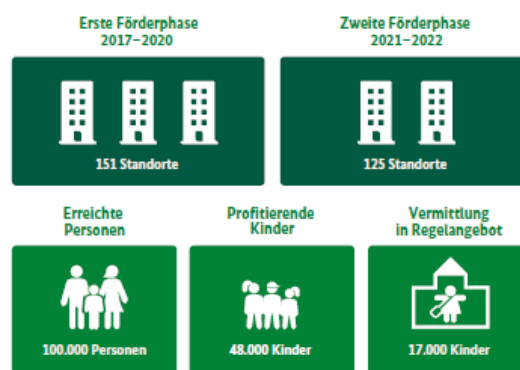 Erste Förderphase
2017–2020
Zweite Förderphase
2021–2022
151 Standorte
125 Standorte
Erreichte
Personen
Profitierende
Kinder
Vermittlung
in Regelangebot
100.000 Personen
48.000 Kinder
17.000 Kinder